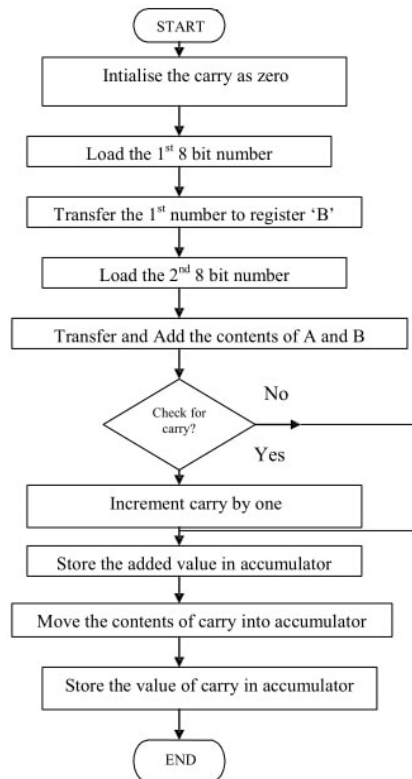 START
Intialise the carry as zero
Load the 1st 8 bit number
Transfer the 1st number to register ‘B’
Load the 2nd 8 bit number
Transfer and Add the contents of A and B
Check for
carry?
No
Yes
Increment carry by one
Store the added value in accumulator
Move the contents of carry into accumulator
Store the value of carry in accumulator
END